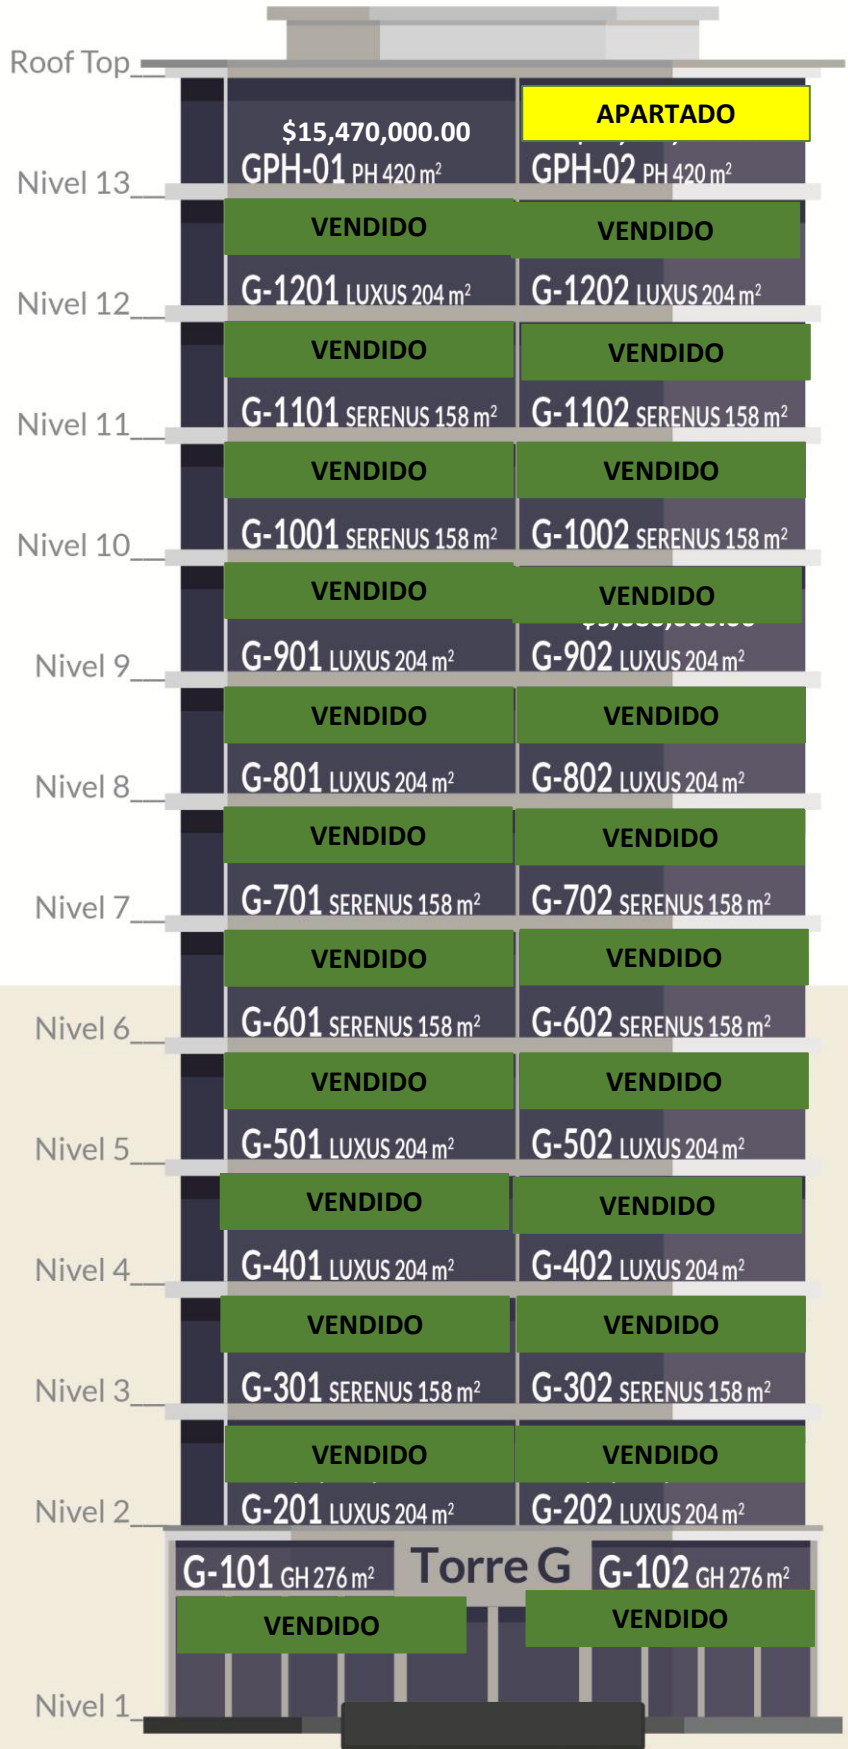 Roof Top
$15,470,000.00
APARTADO
GPH-01 PH 420 m²
GPH-02 PH 420 m²
Nivel 13
VENDIDO
VENDIDO
G-1201 LUXUS 204 m²
G-1202 LUXUS 204 m²
Nivel 12
VENDIDO
VENDIDO
G-1101 SERENUS 158 m²
G-1102 SERENUS 158 m²
Nivel 11
VENDIDO
VENDIDO
G-1001 SERENUS 158 m²
G-1002 SERENUS 158 m²
Nivel 10
VENDIDO
VENDIDO
G-901 LUXUS 204 m²
G-902 LUXUS 204 m²
Nivel 9
VENDIDO
VENDIDO
G-801 LUXUS 204 m²
G-802 LUXUS 204 m²
Nivel 8
VENDIDO
VENDIDO
G-701 SERENUS 158 m²
G-702 SERENUS 158 m²
Nivel 7
VENDIDO
VENDIDO
G-601 SERENUS 158 m²
G-602 SERENUS 158 m²
Nivel 6
VENDIDO
VENDIDO
G-501 LUXUS 204 m²
G-502 LUXUS 204 m²
Nivel 5
VENDIDO
VENDIDO
G-401 LUXUS 204 m²
G-402 LUXUS 204 m²
Nivel 4
VENDIDO
VENDIDO
G-301 SERENUS 158 m²
G-302 SERENUS 158 m²
Nivel 3
VENDIDO
VENDIDO
G-201 LUXUS 204 m²
G-202 LUXUS 204 m²
Nivel 2
G-101 GH 276 m²
Torre G
G-102 GH 276 m²
VENDIDO
VENDIDO
Nivel 1